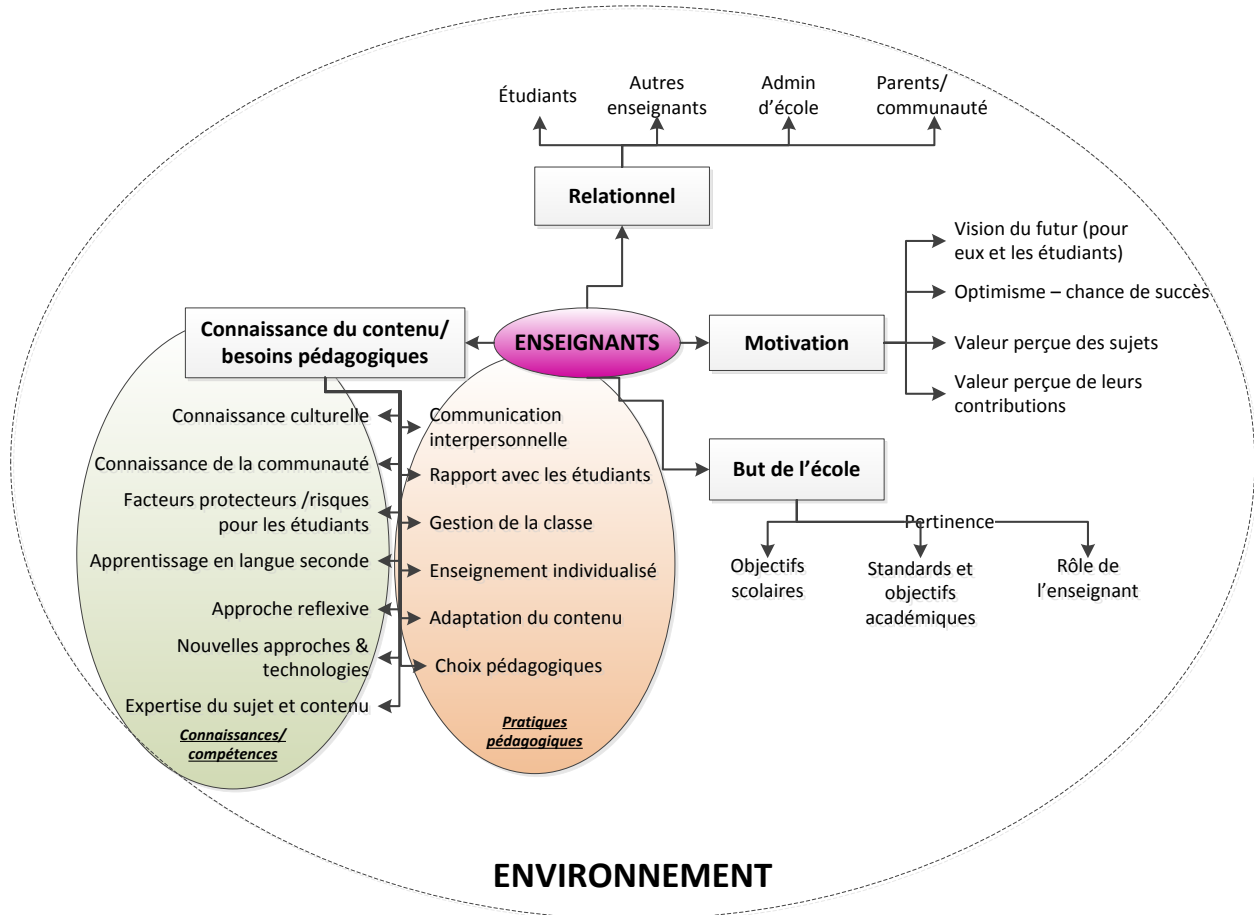 Étudiants
Autres
enseignants
Admin
d'école
Parents/
communauté
Relationnel
Vision du futur (pour
eux et les étudiants)
Optimisme – chance de succès
Valeur perçue des sujets
Valeur perçue de leurs
contributions
Motivation
ENSEIGNANTS
Connaissance du contenu/
besoins pédagogiques
Connaissance culturelle
Connaissance de la communauté
Facteurs protecteurs /risques
pour les étudiants
Apprentissage en langue seconde
Approche reflexive
Nouvelles approches &
technologies
Expertise du sujet et contenu
Connaissances/
compétences
Communication
interpersonnelle
Rapport avec les étudiants
Gestion de la classe
Enseignement individualisé
Adaptation du contenu
Choix pédagogiques
Pratiques
pédagogiques
But de l'école
Pertinence
Objectifs
scolaires
Standards et
objectifs
académiques
Rôle de
l'enseignant
ENVIRONNEMENT